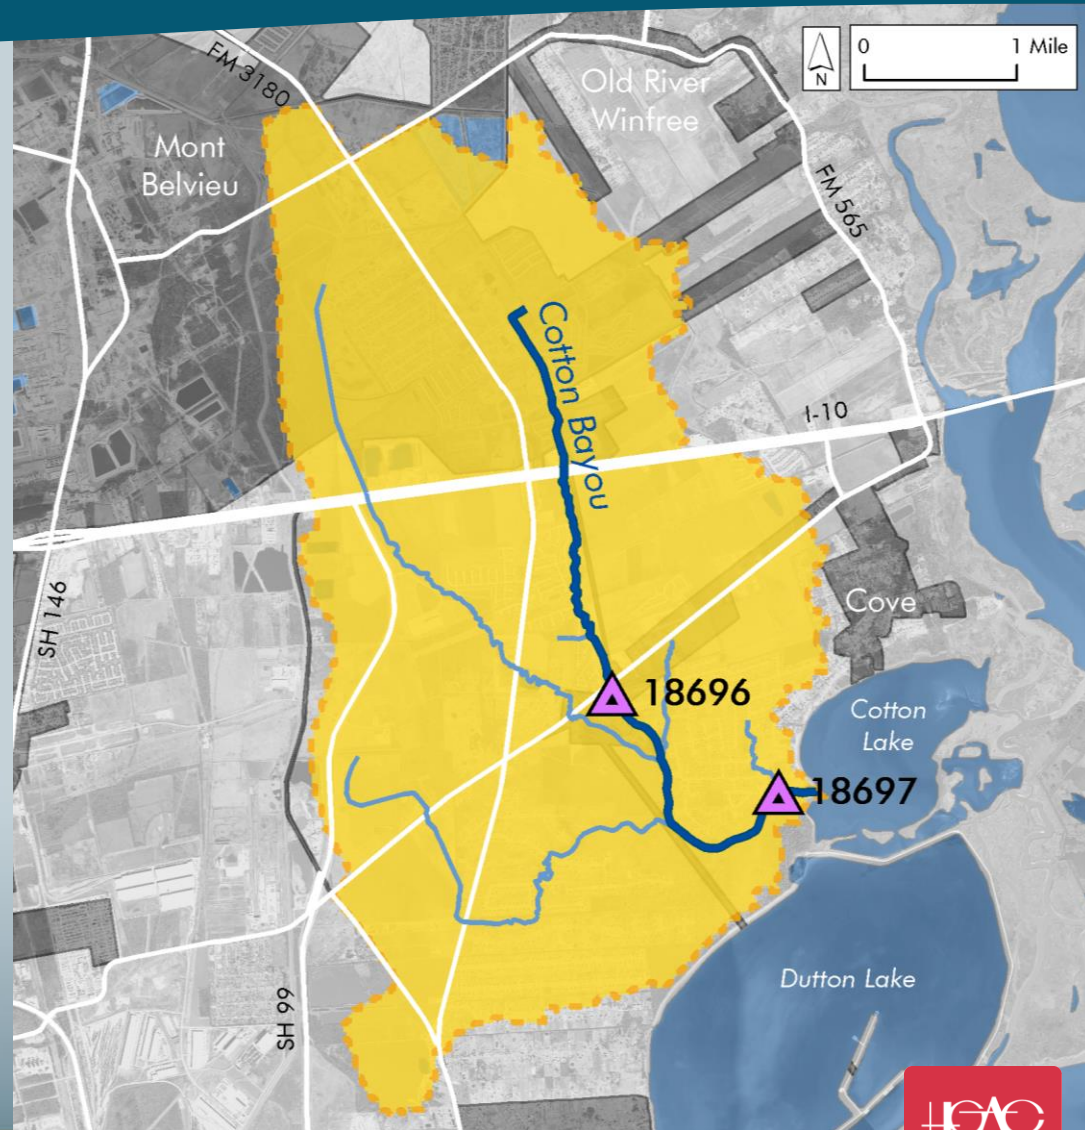 FM 3180
0 1 Mile
N
Old River
Winfree
Mont
Belvieu
FM 565
Cotton Bayou
I-10
SH 146
Cove
18696
Cotton
Lake
18697
Dutton Lake
SH 99